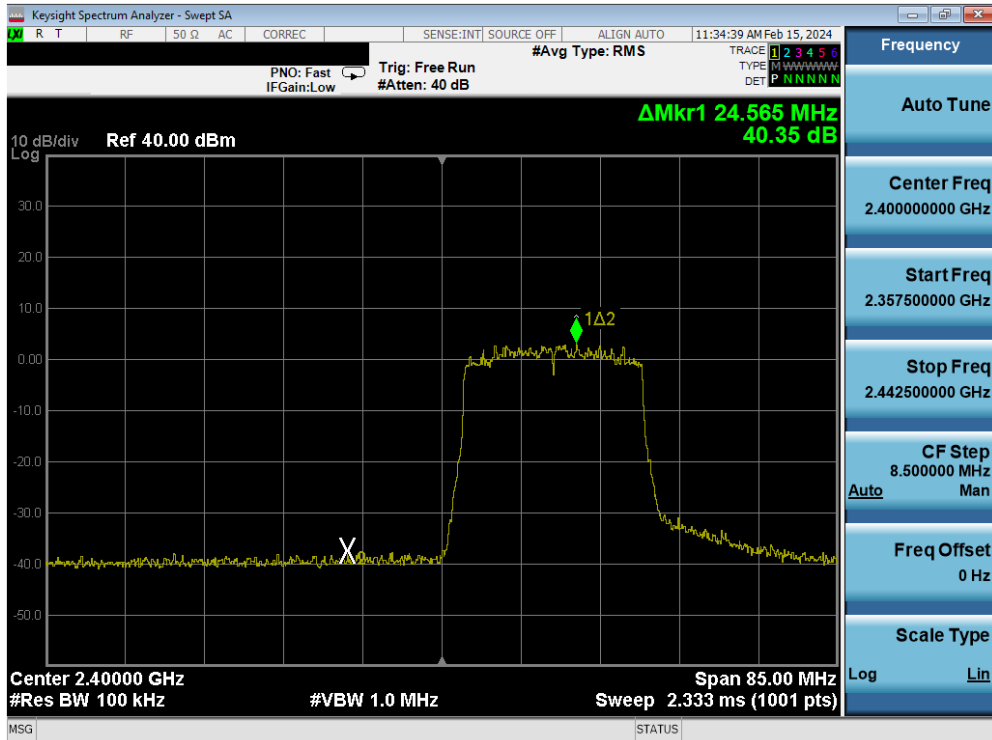 Keysight Spectrum Analyzer - Swept SA
LXI R T RF 50 Ω AC CORREC SENSE:INT SOURCE OFF ALIGN AUTO 11:34:39 AM Feb 15, 2024
#Avg Type: RMS
TRACE 1 2 3 4 5 6
PNO: Fast Trig: Free Run
TYPE M WWWWW
IFGain:Low #Atten: 40 dB
DET P N N N N N
ΔMkr1 24.565 MHz
40.35 dB
10 dB/div Ref 40.00 dBm
Log
30.0
20.0
10.0
1Δ2
0.00
-10.0
-20.0
-30.0
-40.0
-50.0
Center 2.40000 GHz Span 85.00 MHz
#Res BW 100 kHz #VBW 1.0 MHz Sweep 2.333 ms (1001 pts)
MSG STATUS
Frequency
Auto Tune
Center Freq
2.400000000 GHz
Start Freq
2.357500000 GHz
Stop Freq
2.442500000 GHz
CF Step
8.500000 MHz
Auto Man
Freq Offset
0 Hz
Scale Type
Log Lin